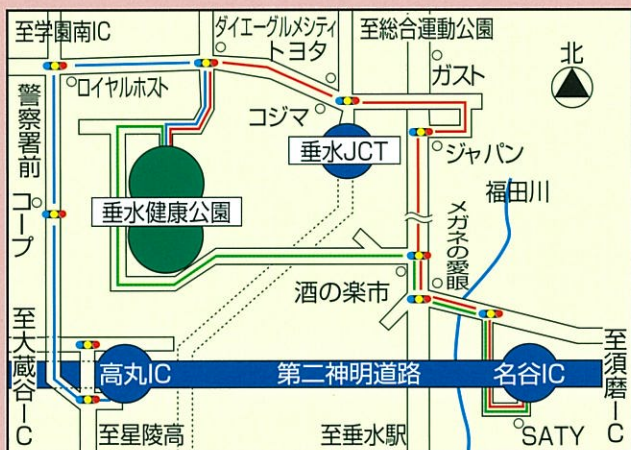 至学園南IC
ダイエーグルメシティ
トヨタ
至総合運動公園
ガスト
北
ロイヤルホスト
コジマ
警察署前
垂水JCT
ジャパン
福田川
コープ
垂水健康公園
メガネの愛眼
酒の楽市
至大蔵谷IC
高丸IC
第二神明道路
名谷IC
至須磨IC
至星陵高
至垂水駅
SATY